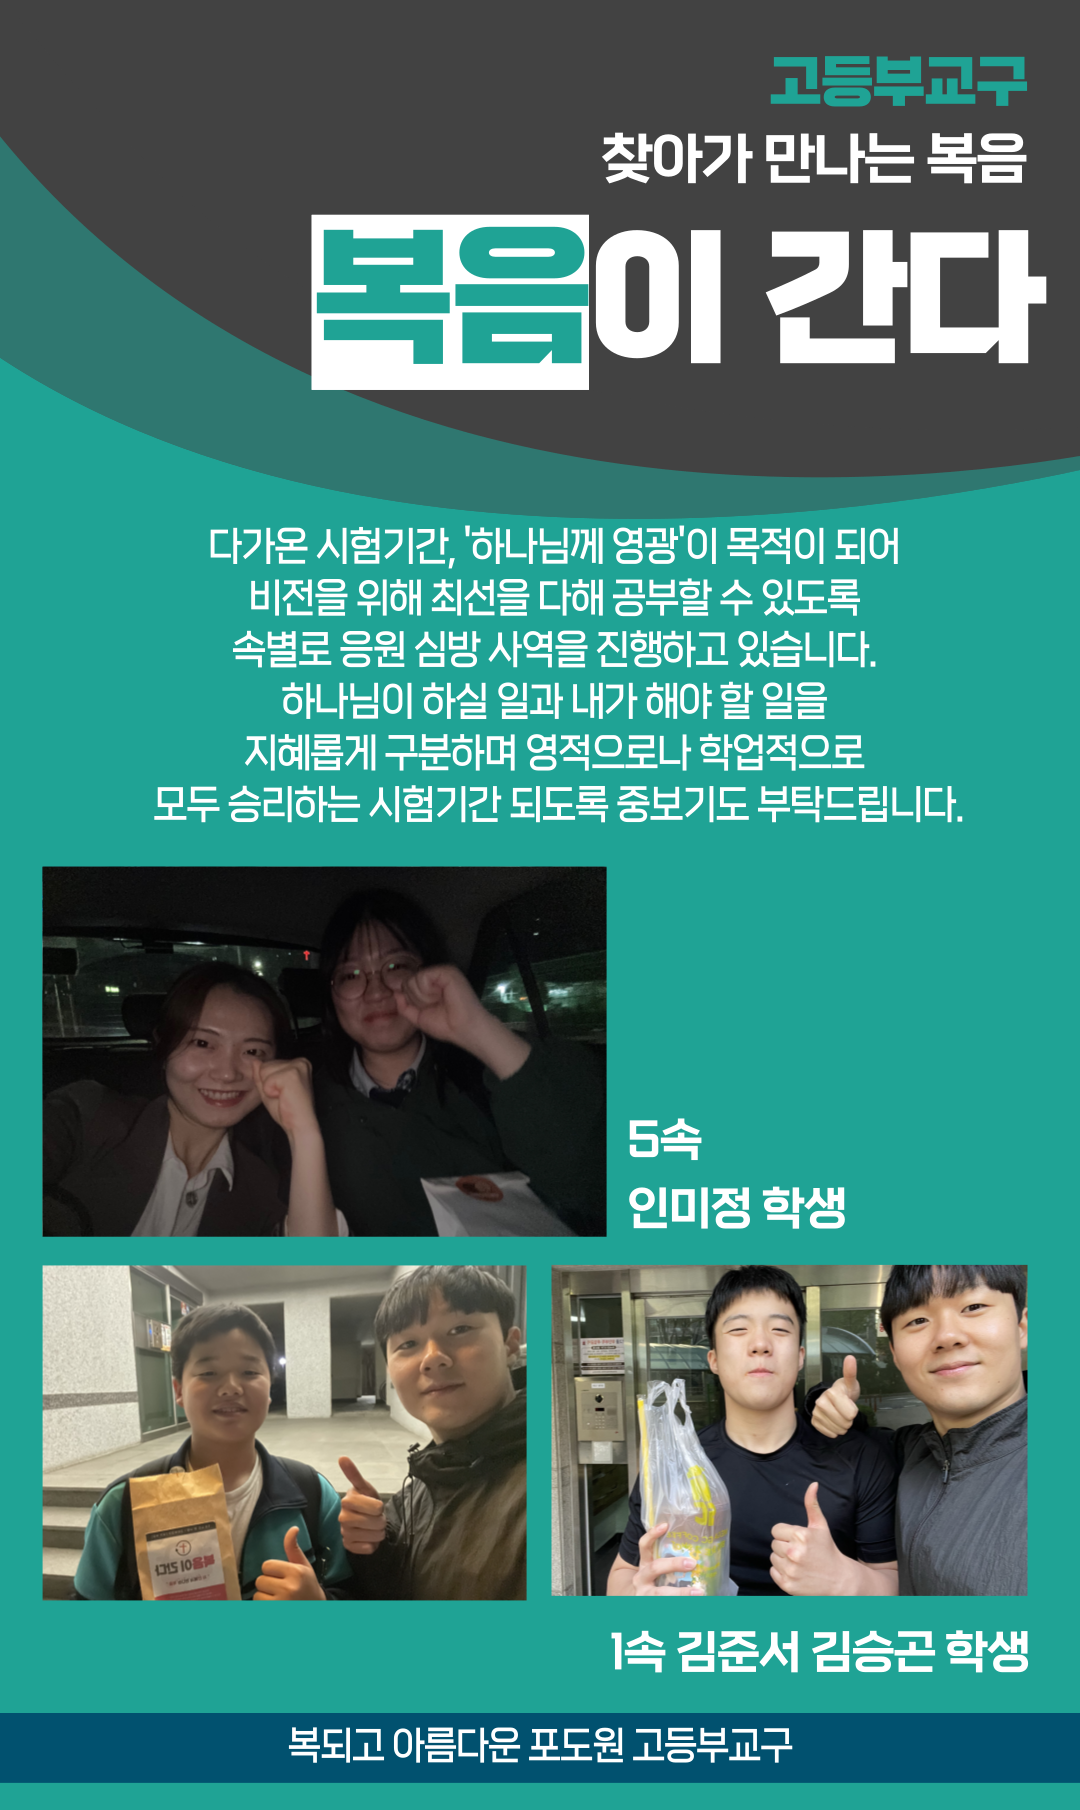 고등부교구
찾아가 만나는 복음
복음이 간다
다가온 시험기간, '하나님께 영광'이 목적이 되어
비전을 위해 최선을 다해 공부할 수 있도록
속별로 응원 심방 사역을 진행하고 있습니다.
하나님이 하실 일과 내가 해야 할 일을
지혜롭게 구분하며 영적으로나 학업적으로
모두 승리하는 시험기간 되도록 중보기도 부탁드립니다.
5속
인미정 학생
복음이 간다
1속 김준서 김승곤 학생
복되고 아름다운 포도원 고등부교구